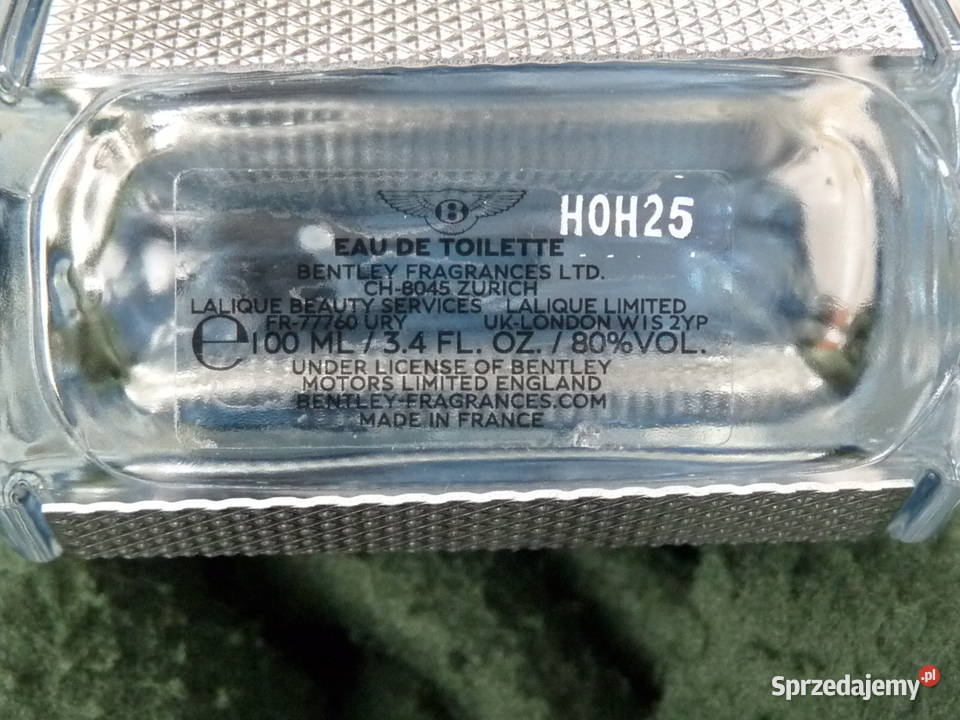 B
H0H25
EAU DE TOILETTE
BENTLEY FRAGRANCES LTD.
CH-8045 ZURICH
LALIQUE BEAUTY SERVICES LALIQUE LIMITED
FR-77760 URY UK-LONDON W1S 2YP
e 100 ML / 3.4 FL. OZ. / 80%VOL.
UNDER LICENSE OF BENTLEY
MOTORS LIMITED ENGLAND
BENTLEY-FRAGRANCES.COM
MADE IN FRANCE
Sprzedajemy.pl